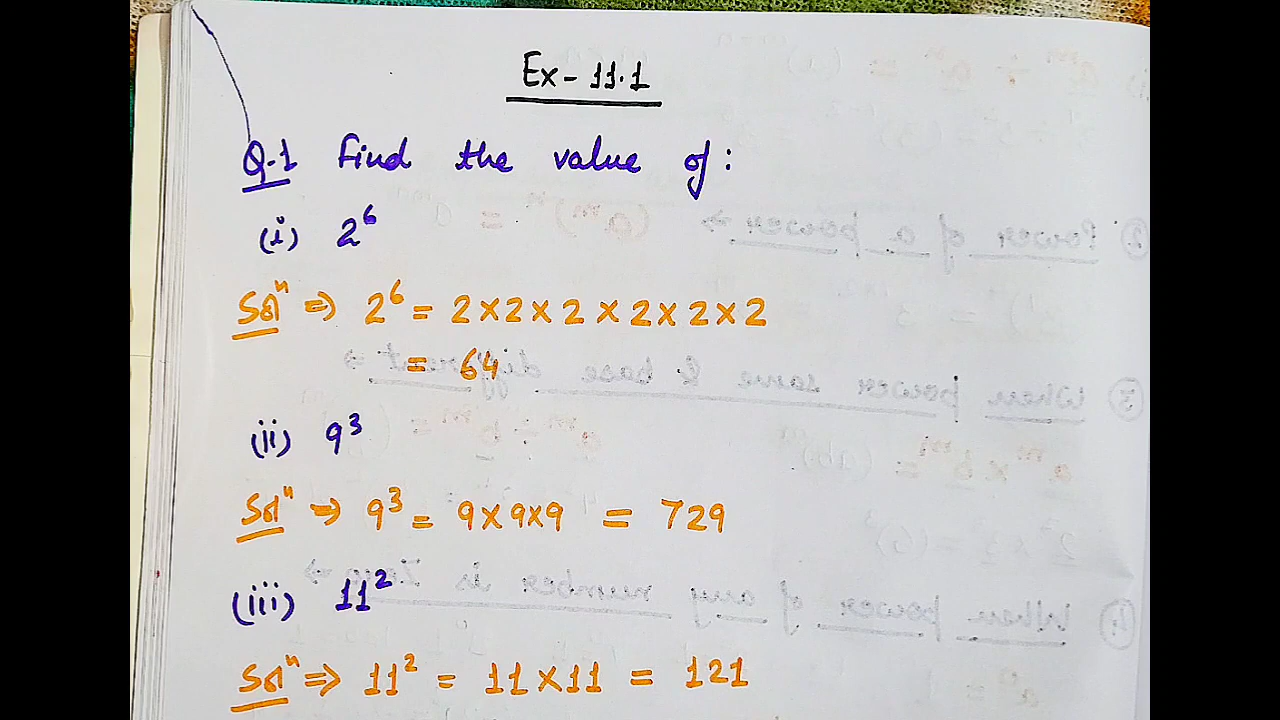 Ex - 11.1
Q.1 Find the value of :
(i) 2⁶
Solⁿ ⇒ 2⁶ = 2×2×2×2×2×2
= 64
(ii) 9³
Solⁿ ⇒ 9³ = 9×9×9 = 729
(iii) 11²
Solⁿ ⇒ 11² = 11×11 = 121